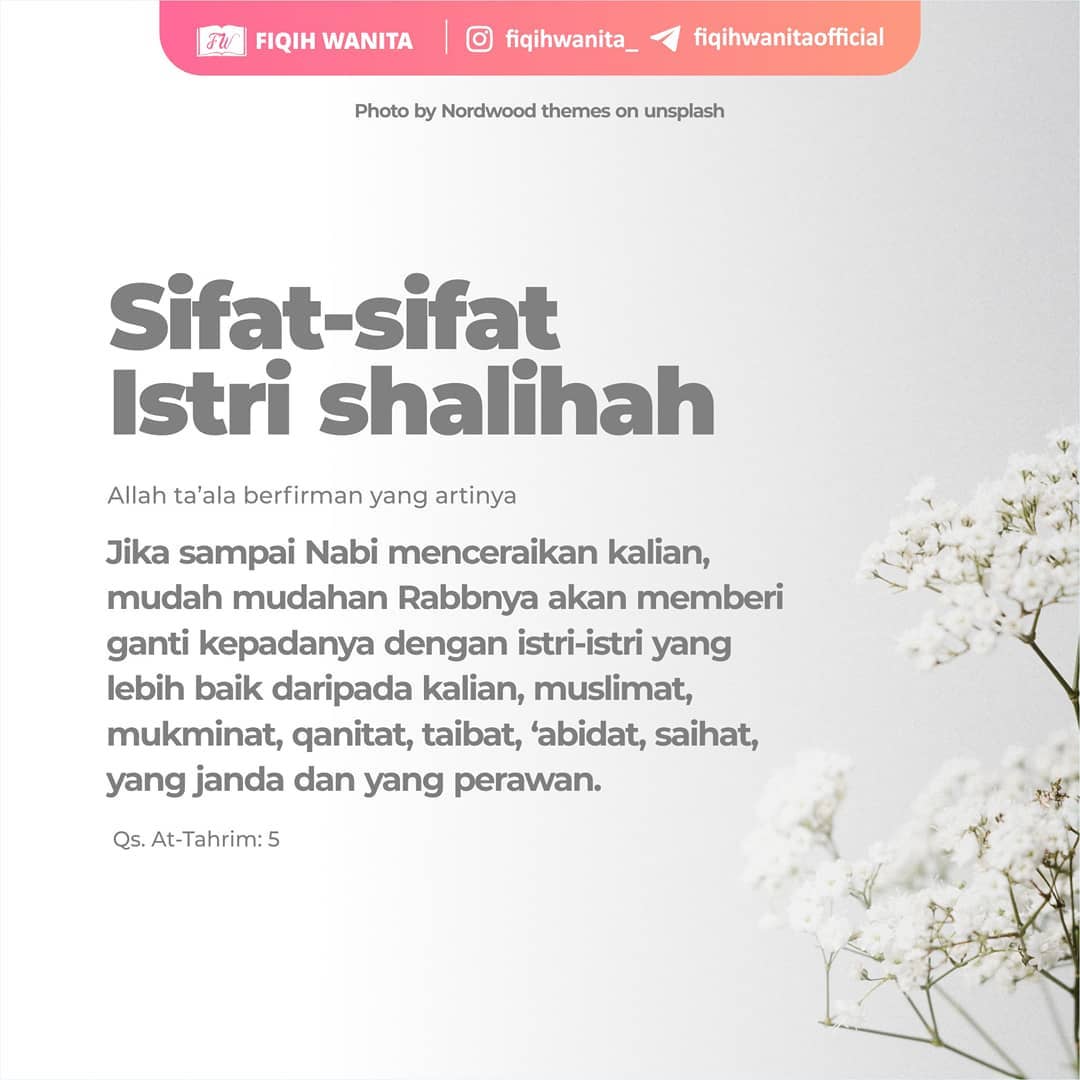 FW FIQIH WANITA fiqihwanita_ fiqihwanitaofficial
Photo by Nordwood themes on unsplash
Sifat-sifat
Istri shalihah
Allah ta’ala berfirman yang artinya
Jika sampai Nabi menceraikan kalian,
mudah mudahan Rabbnya akan memberi
ganti kepadanya dengan istri-istri yang
lebih baik daripada kalian, muslimat,
mukminat, qanitat, taibat, ‘abidat, saihat,
yang janda dan yang perawan.
Qs. At-Tahrim: 5